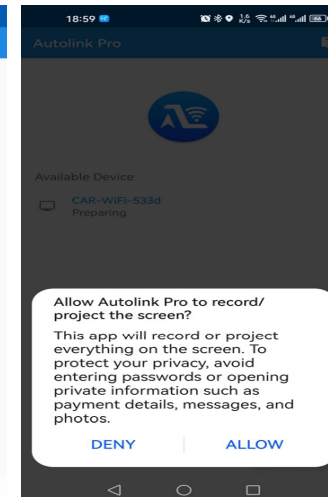 18:59
Autolink Pro
Available Device
CAR-WiFi-533d
Preparing
Allow Autolink Pro to record/
project the screen?
This app will record or project
everything on the screen. To
protect your privacy, avoid
entering passwords or opening
private information such as
payment details, messages, and
photos.
DENY
ALLOW